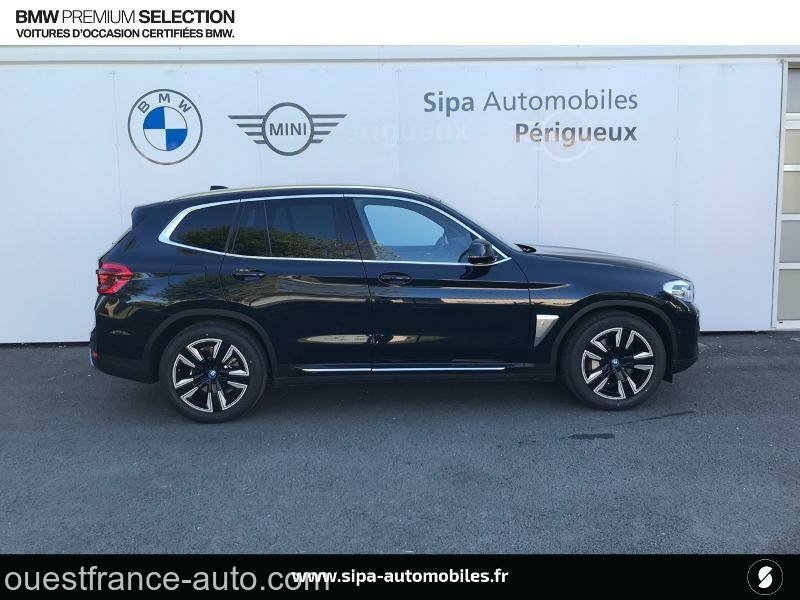 BMW PREMIUM SELECTION
VOITURES D'OCCASION CERTIFIÉES BMW.
BMW
MINI
Sipa Automobiles
Périgueux
Périgueux
ouestfrance-auto.com
www.sipa-automobiles.fr